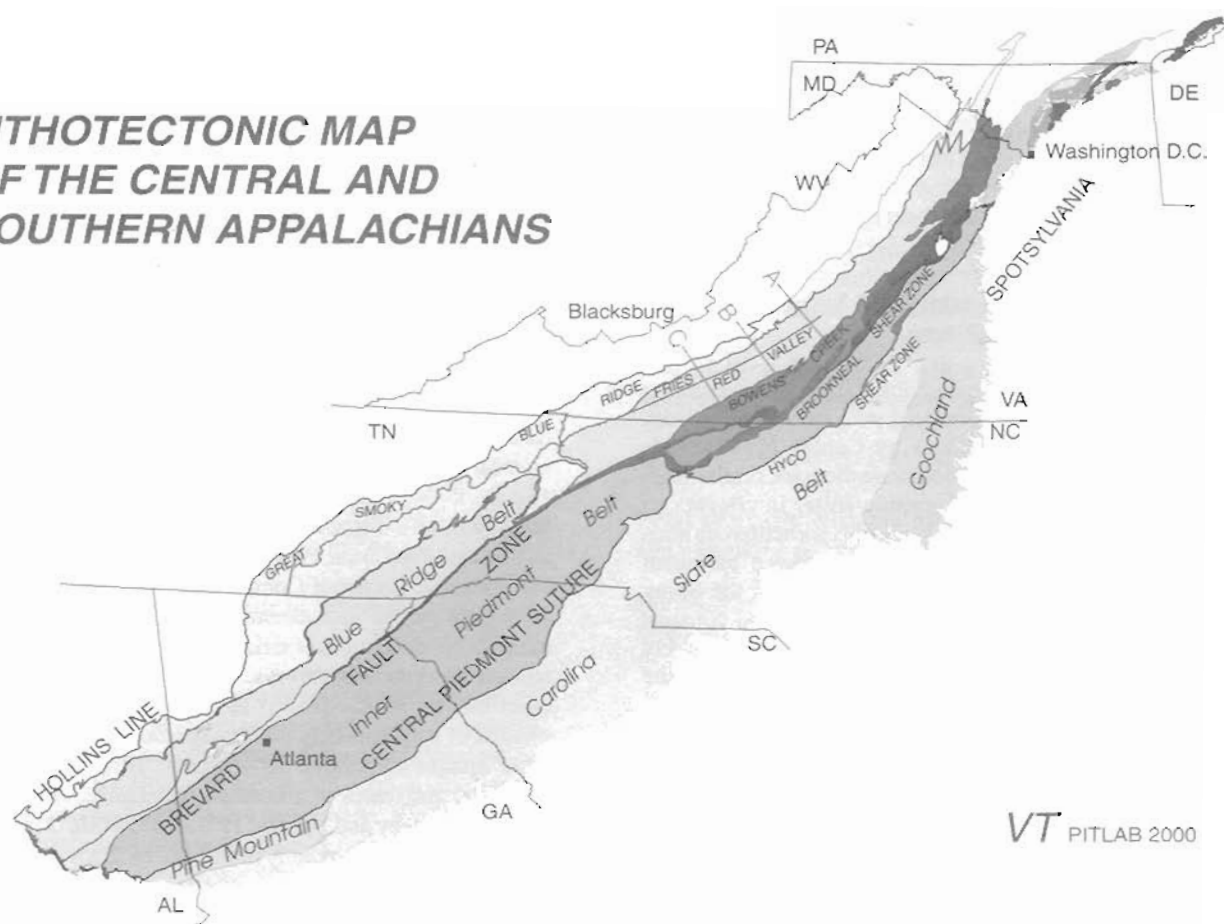 ITHOTECTONIC MAP
F THE CENTRAL AND
OUTHERN APPALACHIANS
PA
MD
DE
Washington D.C.
WV
SPOTSYLVANIA
Blacksburg
A
B
C
RIDGE
FRIES
RED
VALLEY
BOWENS
CREEK
BROOKNEAL
SHEAR ZONE
SHEAR ZONE
HYCO
VA
NC
TN
BLUE
Goochland
Belt
SMOKY
GREAT
Belt
Ridge
Blue
ZONE
FAULT
BREVARD
Belt
Piedmont
Inner
CENTRAL PIEDMONT SUTURE
Slate
Carolina
SC
HOLLINS LINE
Atlanta
GA
Pine Mountain
AL
VT PITLAB 2000